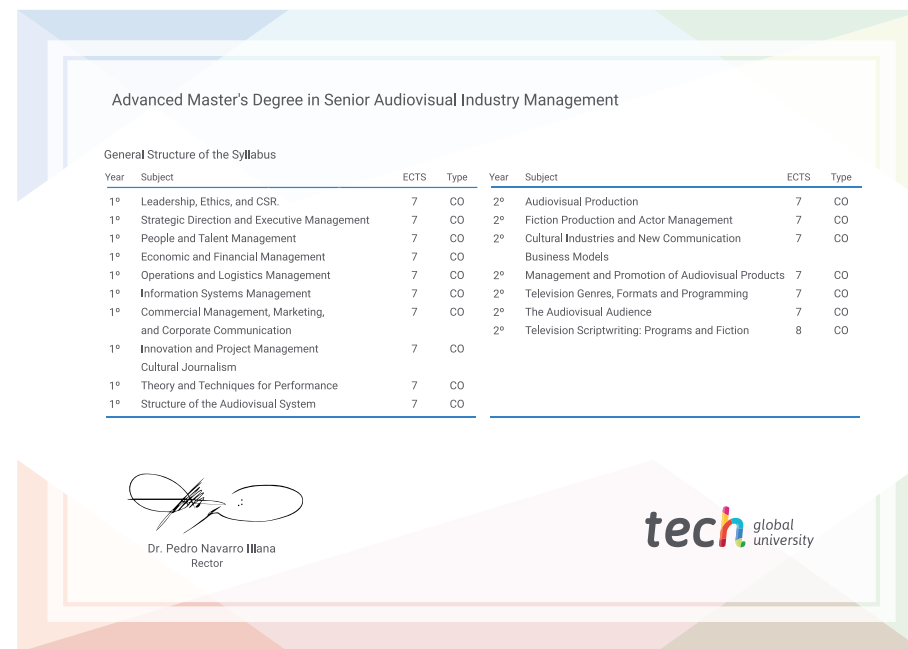 Advanced Master's Degree in Senior Audiovisual Industry Management
General Structure of the Syllabus
Year Subject ECTS Type
1º Leadership, Ethics, and CSR. 7 CO
1º Strategic Direction and Executive Management 7 CO
1º People and Talent Management 7 CO
1º Economic and Financial Management 7 CO
1º Operations and Logistics Management 7 CO
1º Information Systems Management 7 CO
1º Commercial Management, Marketing, 7 CO
and Corporate Communication
1º Innovation and Project Management 7 CO
Cultural Journalism
1º Theory and Techniques for Performance 7 CO
1º Structure of the Audiovisual System 7 CO
Year Subject ECTS Type
2º Audiovisual Production 7 CO
2º Fiction Production and Actor Management 7 CO
2º Cultural Industries and New Communication 7 CO
Business Models
2º Management and Promotion of Audiovisual Products 7 CO
2º Television Genres, Formats and Programming 7 CO
2º The Audiovisual Audience 7 CO
2º Television Scriptwriting: Programs and Fiction 8 CO
Dr. Pedro Navarro Illana
Rector
tech global
university